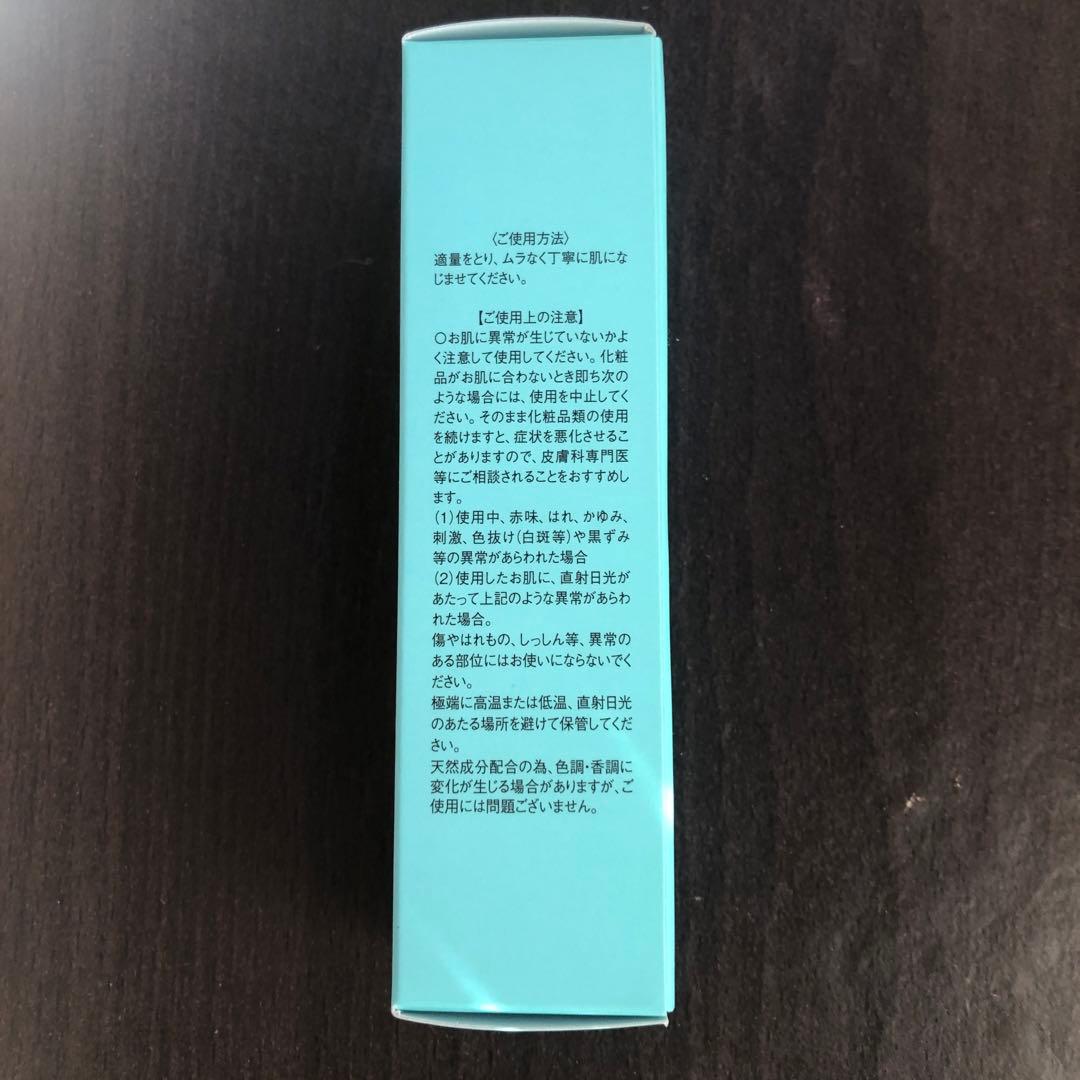 〈ご使用方法〉
適量をとり、ムラなく丁寧に肌にな
じませてください。
【ご使用上の注意】
○お肌に異常が生じていないかよ
く注意して使用してください。化粧
品がお肌に合わないとき即ち次の
ような場合には、使用を中止してく
ださい。そのまま化粧品類の使用
を続けますと、症状を悪化させるこ
とがありますので、皮膚科専門医
等にご相談されることをおすすめし
ます。
(1)使用中、赤味、はれ、かゆみ、
刺激、色抜け(白斑等)や黒ずみ
等の異常があらわれた場合
(2)使用したお肌に、直射日光が
あたって上記のような異常があらわ
れた場合。
傷やはれもの、しっしん等、異常の
ある部位にはお使いにならないでく
ださい。
極端に高温または低温、直射日光
のあたる場所を避けて保管してくだ
さい。
天然成分配合の為、色調・香調に
変化が生じる場合がありますが、ご
使用には問題ございません。